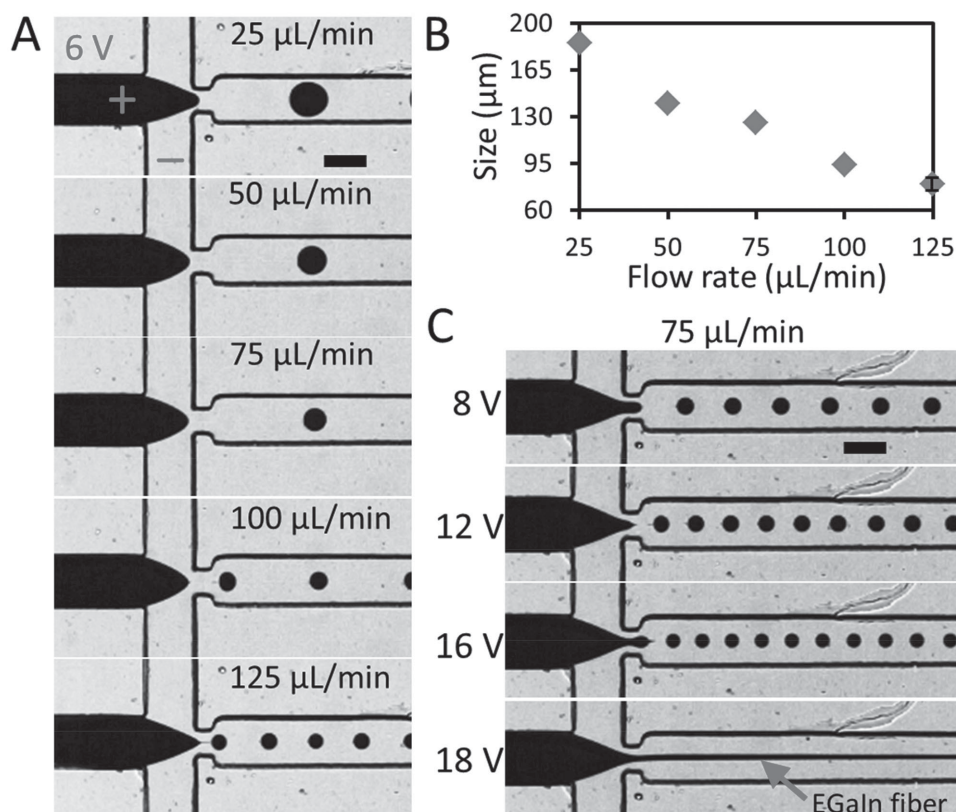 A
6 V
+
−
25 µL/min
50 µL/min
75 µL/min
100 µL/min
125 µL/min
B
Size (µm)
200
165
130
95
60
25 50 75 100 125
Flow rate (µL/min)
C
75 µL/min
8 V
12 V
16 V
18 V
EGaIn fiber